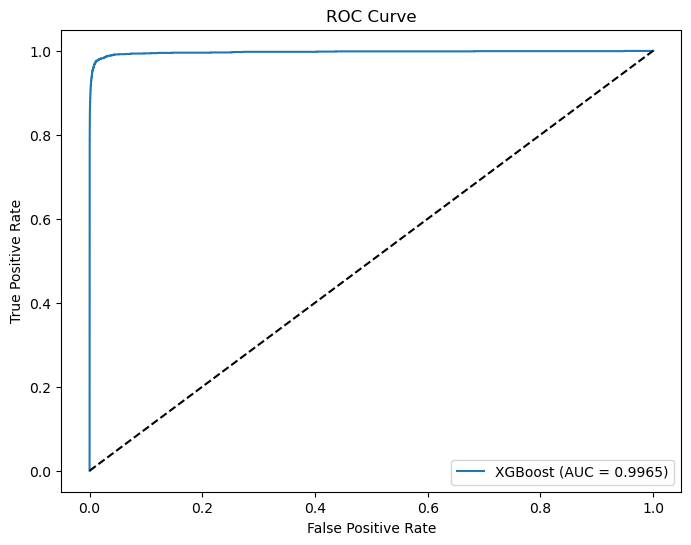 ROC Curve
True Positive Rate
1.0
0.8
0.6
0.4
0.2
0.0
XGBoost (AUC = 0.9965)
0.0 0.2 0.4 0.6 0.8 1.0
False Positive Rate